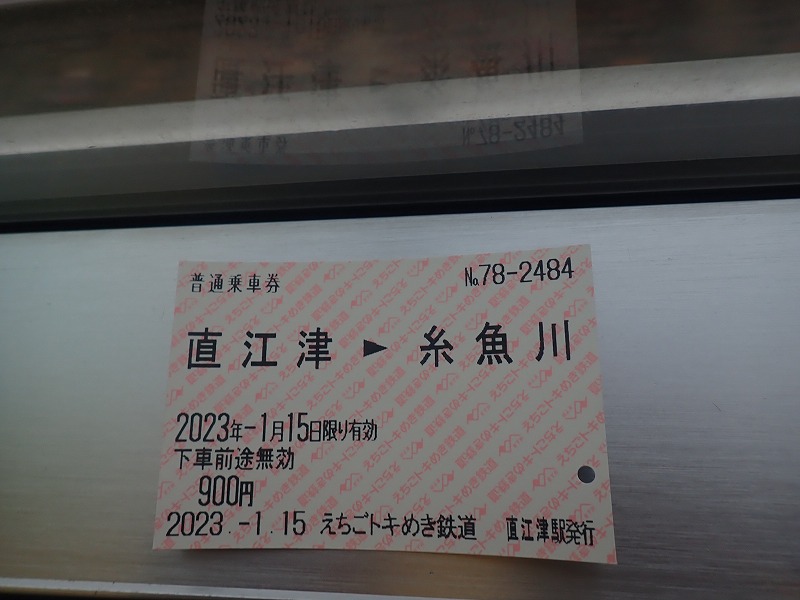 普通乗車券 №78-2484
直江津 ► 糸魚川
2023年-1月15日限り有効
下車前途無効
900円
2023.-1.15 えちごトキめき鉄道 直江津駅発行